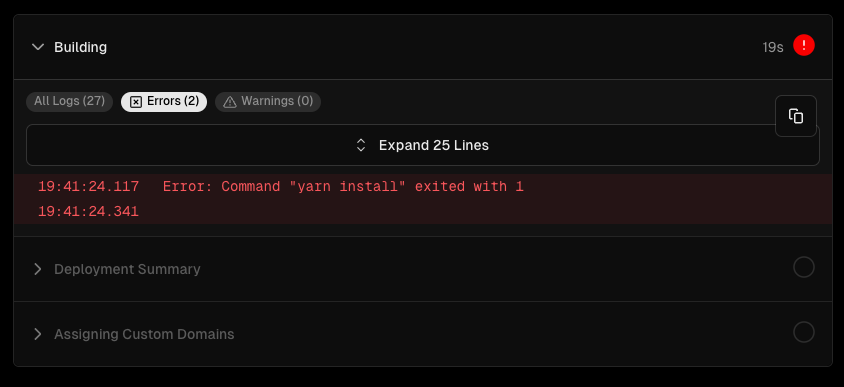 Building
19s
All Logs (27)
Errors (2)
Warnings (0)
Expand 25 Lines
19:41:24.117 Error: Command "yarn install" exited with 1
19:41:24.341
Deployment Summary
Assigning Custom Domains